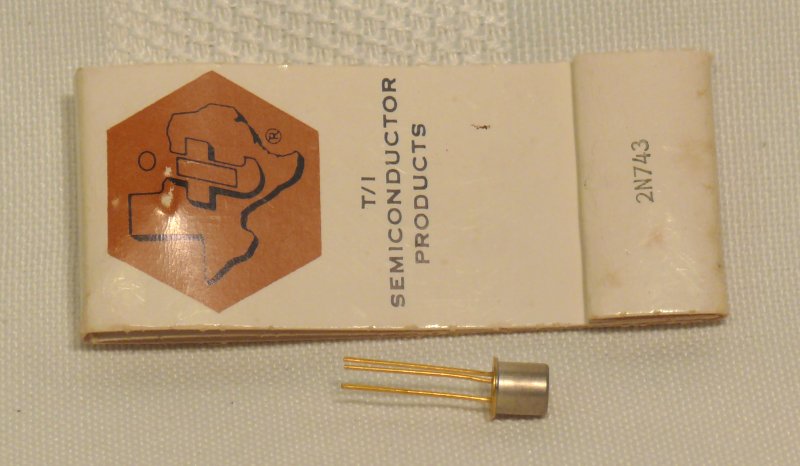 T/I
SEMICONDUCTOR
PRODUCTS
®
2N743